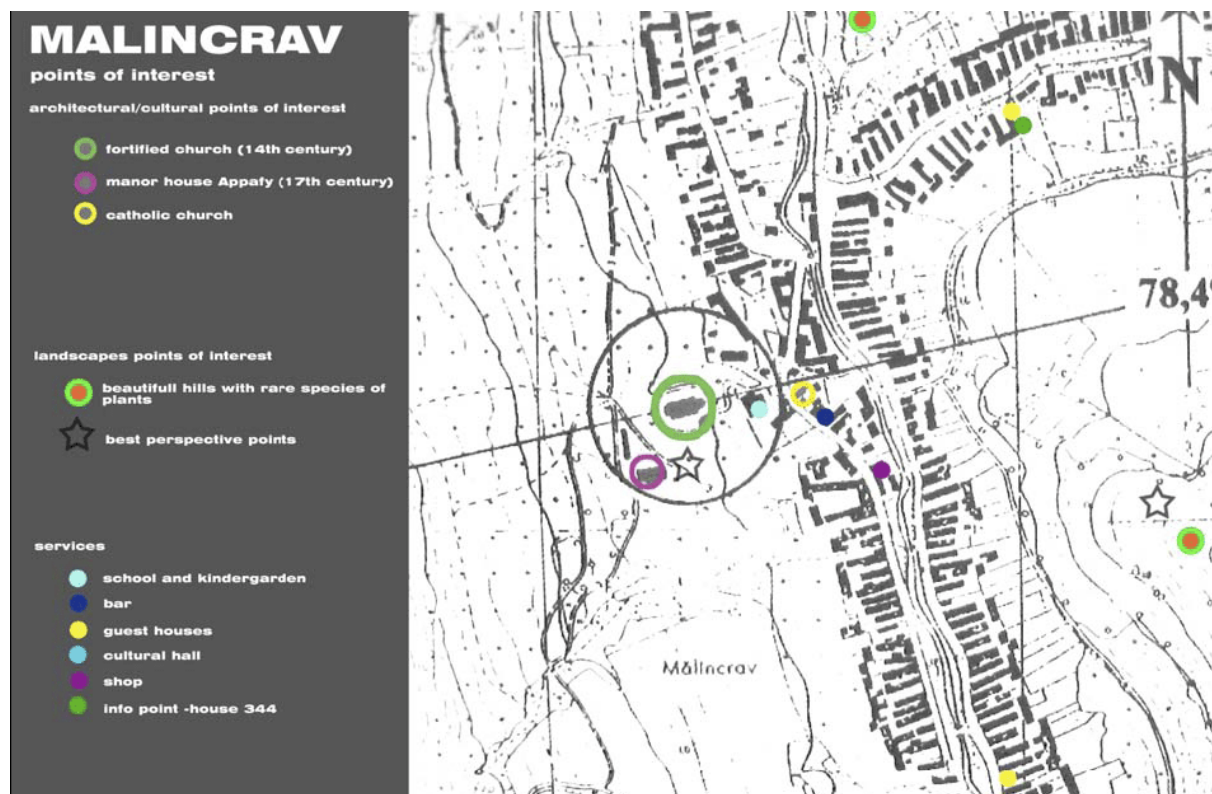 MALINCRAV
points of interest
architectural/cultural points of interest
fortified church (14th century)
manor house Appafy (17th century)
catholic church
landscapes points of interest
beautifull hills with rare species of
plants
best perspective points
services
school and kindergarden
bar
guest houses
cultural hall
shop
info point -house 344
N
78,4
Mălincrav